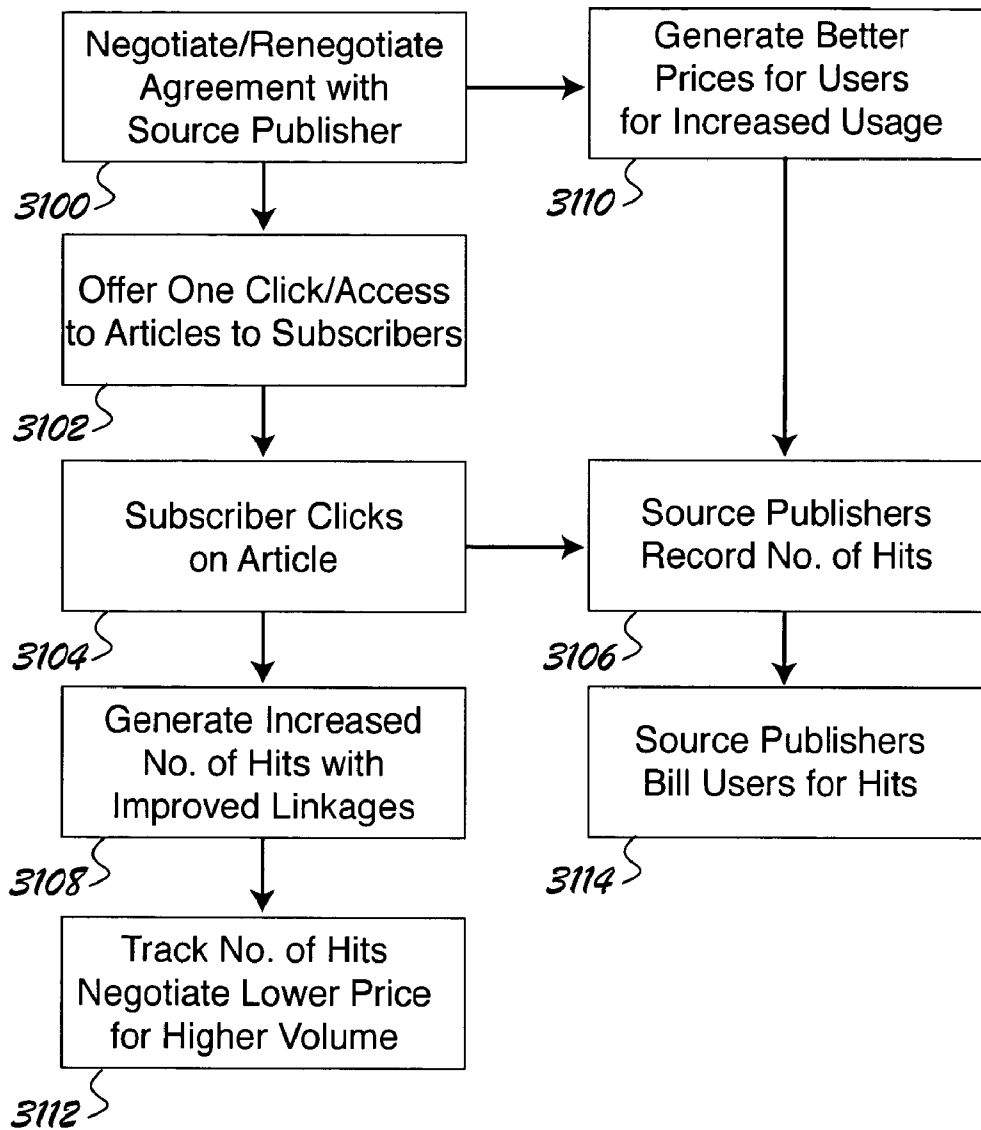 Negotiate/Renegotiate
Agreement with
Source Publisher
3100
Generate Better
Prices for Users
for Increased Usage
3110
Offer One Click/Access
to Articles to Subscribers
3102
Subscriber Clicks
on Article
3104
Source Publishers
Record No. of Hits
3106
Generate Increased
No. of Hits with
Improved Linkages
3108
Source Publishers
Bill Users for Hits
3114
Track No. of Hits
Negotiate Lower Price
for Higher Volume
3112